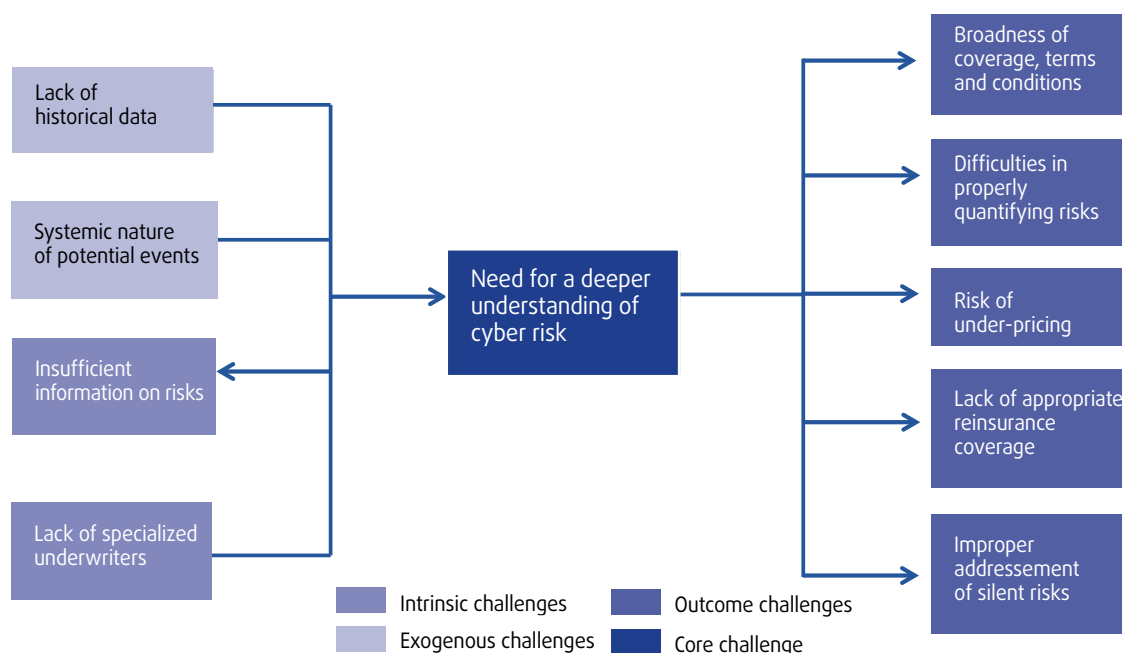 Lack of
historical data
Systemic nature
of potential events
Insufficient
information on risks
Lack of specialized
underwriters
Need for a deeper
understanding of
cyber risk
Broadness of
coverage, terms
and conditions
Difficulties in
properly
quantifying risks
Risk of
under-pricing
Lack of appropriate
reinsurance
coverage
Improper
addressement
of silent risks
Intrinsic challenges
Exogenous challenges
Outcome challenges
Core challenge